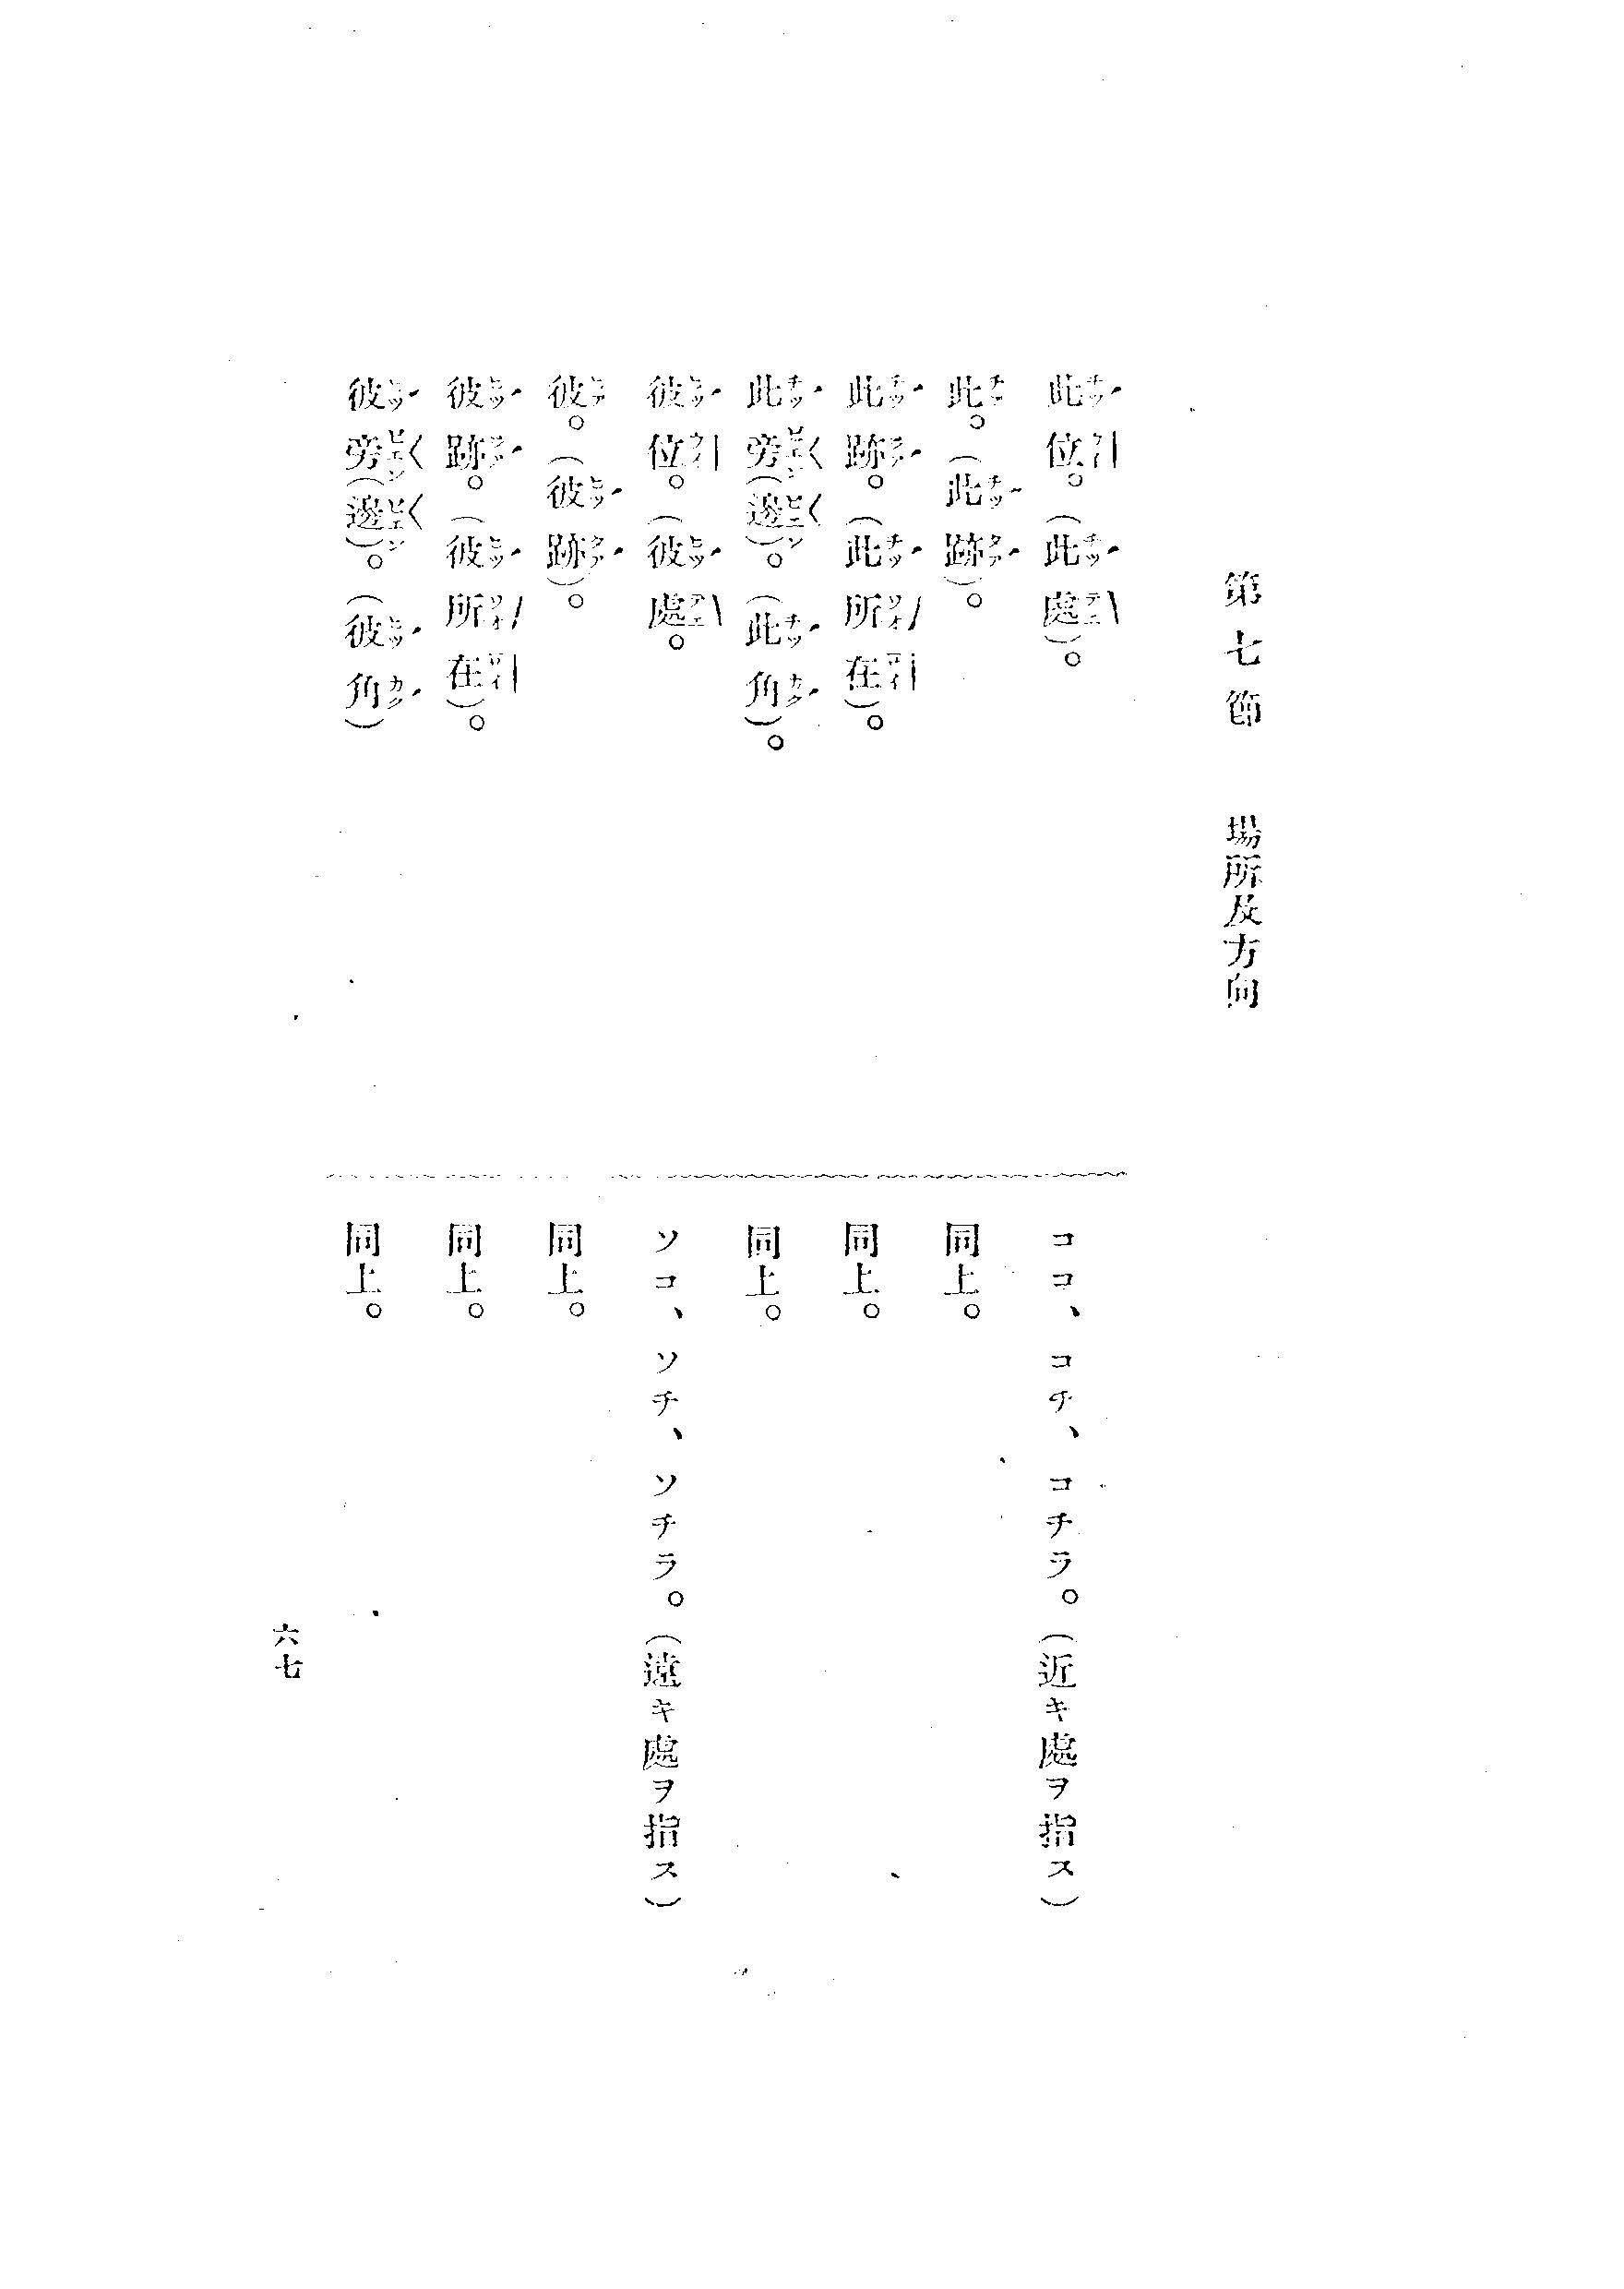 第七節　場所及方向
此位。（此處）。　ココ、コチ、コチラ。（近キ處ヲ指ス）
此。（此跡）。　同上。
此跡。（此所在）。　同上。
此旁（邊）。（此角）。　同上。
彼位。（彼處。　ソコ、ソチ、ソチラ。（遠キ處ヲ指ス）
彼。（彼跡）。　同上。
彼跡。（彼所在）。　同上。
彼旁（邊）。（彼角）　同上。
六七